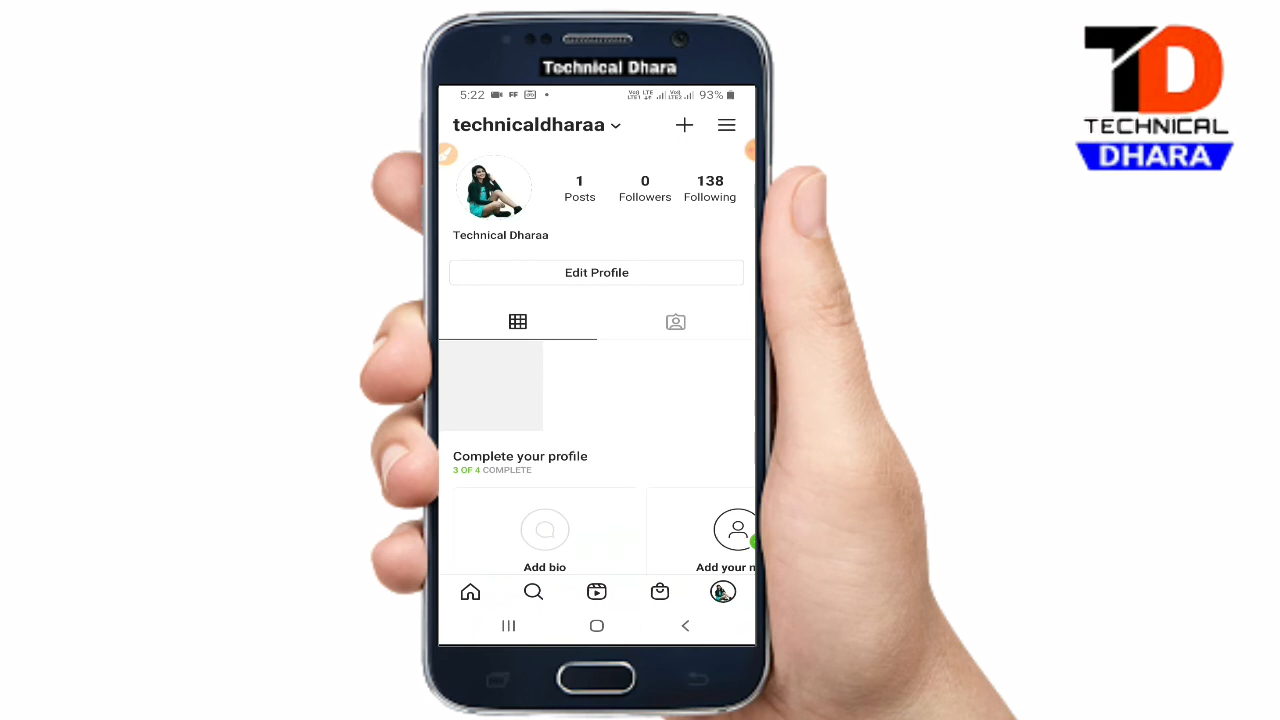 Technical Dhara
5:22 93%
technicaldharaa
1 0 138
Posts Followers Following
Technical Dharaa
Edit Profile
Complete your profile
3 OF 4 COMPLETE
Add bio Add your n
TD
TECHNICAL
DHARA